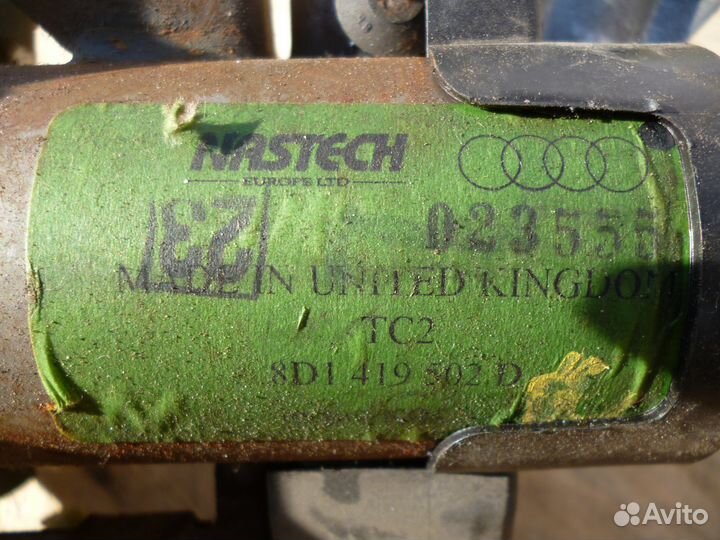 NASTECH
EUROPE LTD
23
023555
MADE IN UNITED KINGDOM
TC2
8D1 419 502 D
Avito